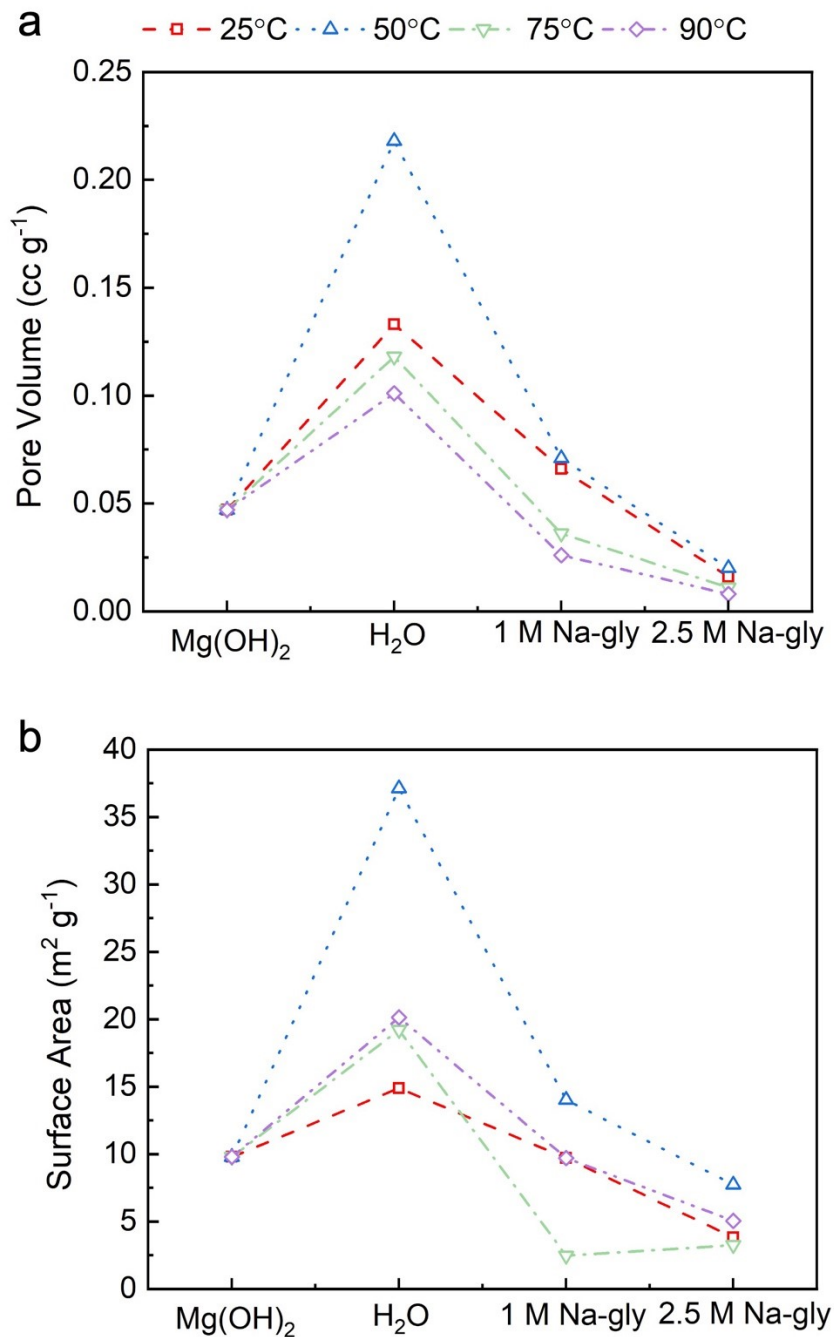 a
25°C 50°C 75°C 90°C
0.25
0.20
0.15
0.10
0.05
0.00
Pore Volume (cc g⁻¹)
Mg(OH)₂ H₂O 1 M Na-gly 2.5 M Na-gly
b
40
35
30
25
20
15
10
5
0
Surface Area (m² g⁻¹)
Mg(OH)₂ H₂O 1 M Na-gly 2.5 M Na-gly